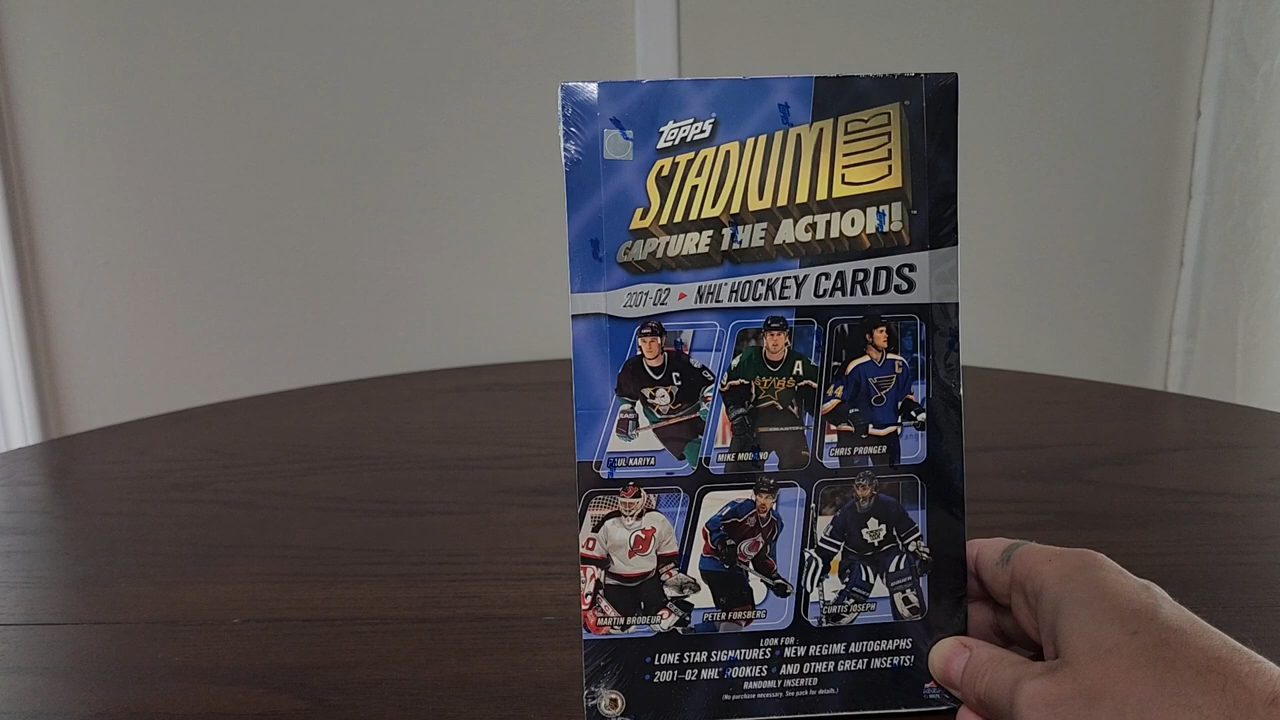 TOPPS
STADIUM CLUB
CAPTURE THE ACTION!
2001-02 NHL HOCKEY CARDS
PAUL KARIYA
MIKE MODANO
CHRIS PRONGER
MARTIN BRODEUR
PETER FORSBERG
CURTIS JOSEPH
LOOK FOR:
• LONE STAR SIGNATURES • NEW REGIME AUTOGRAPHS
• 2001-02 NHL ROOKIES • AND OTHER GREAT INSERTS!
RANDOMLY INSERTED
(No purchase necessary. See pack for details.)